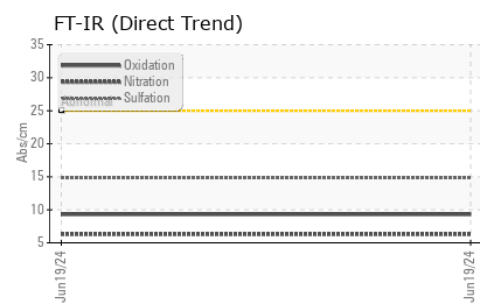 FT-IR (Direct Trend)
35
30
25
20
15
10
5
Abs/cm
Oxidation
Nitration
Sulfation
Abnormal
Jun19/24
Jun19/24